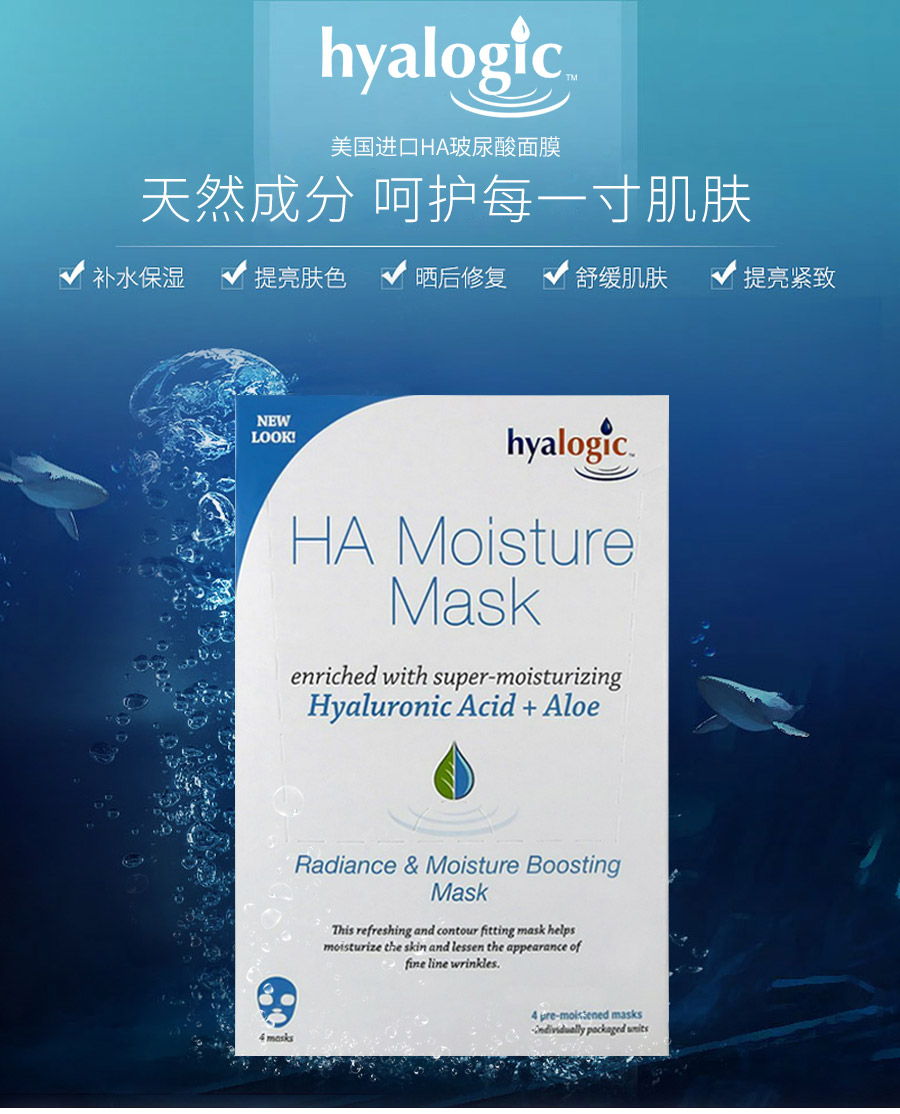 hyalogic™
美国进口HA玻尿酸面膜
天然成分 呵护每一寸肌肤
补水保湿 提亮肤色 晒后修复 舒缓肌肤 提亮紧致
NEW
LOOK!
hyalogic™
HA Moisture
Mask
enriched with super-moisturizing
Hyaluronic Acid + Aloe
Radiance & Moisture Boosting
Mask
This refreshing and contour fitting mask helps
moisturize the skin and lessen the appearance of
fine line wrinkles.
4 masks
4 pre-moistened masks
-individually packaged units